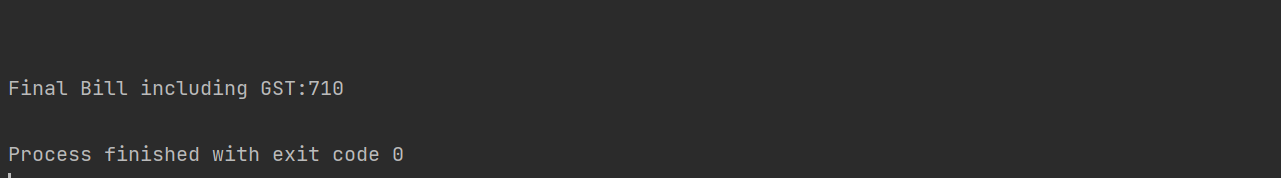 Final Bill including GST:710
Process finished with exit code 0